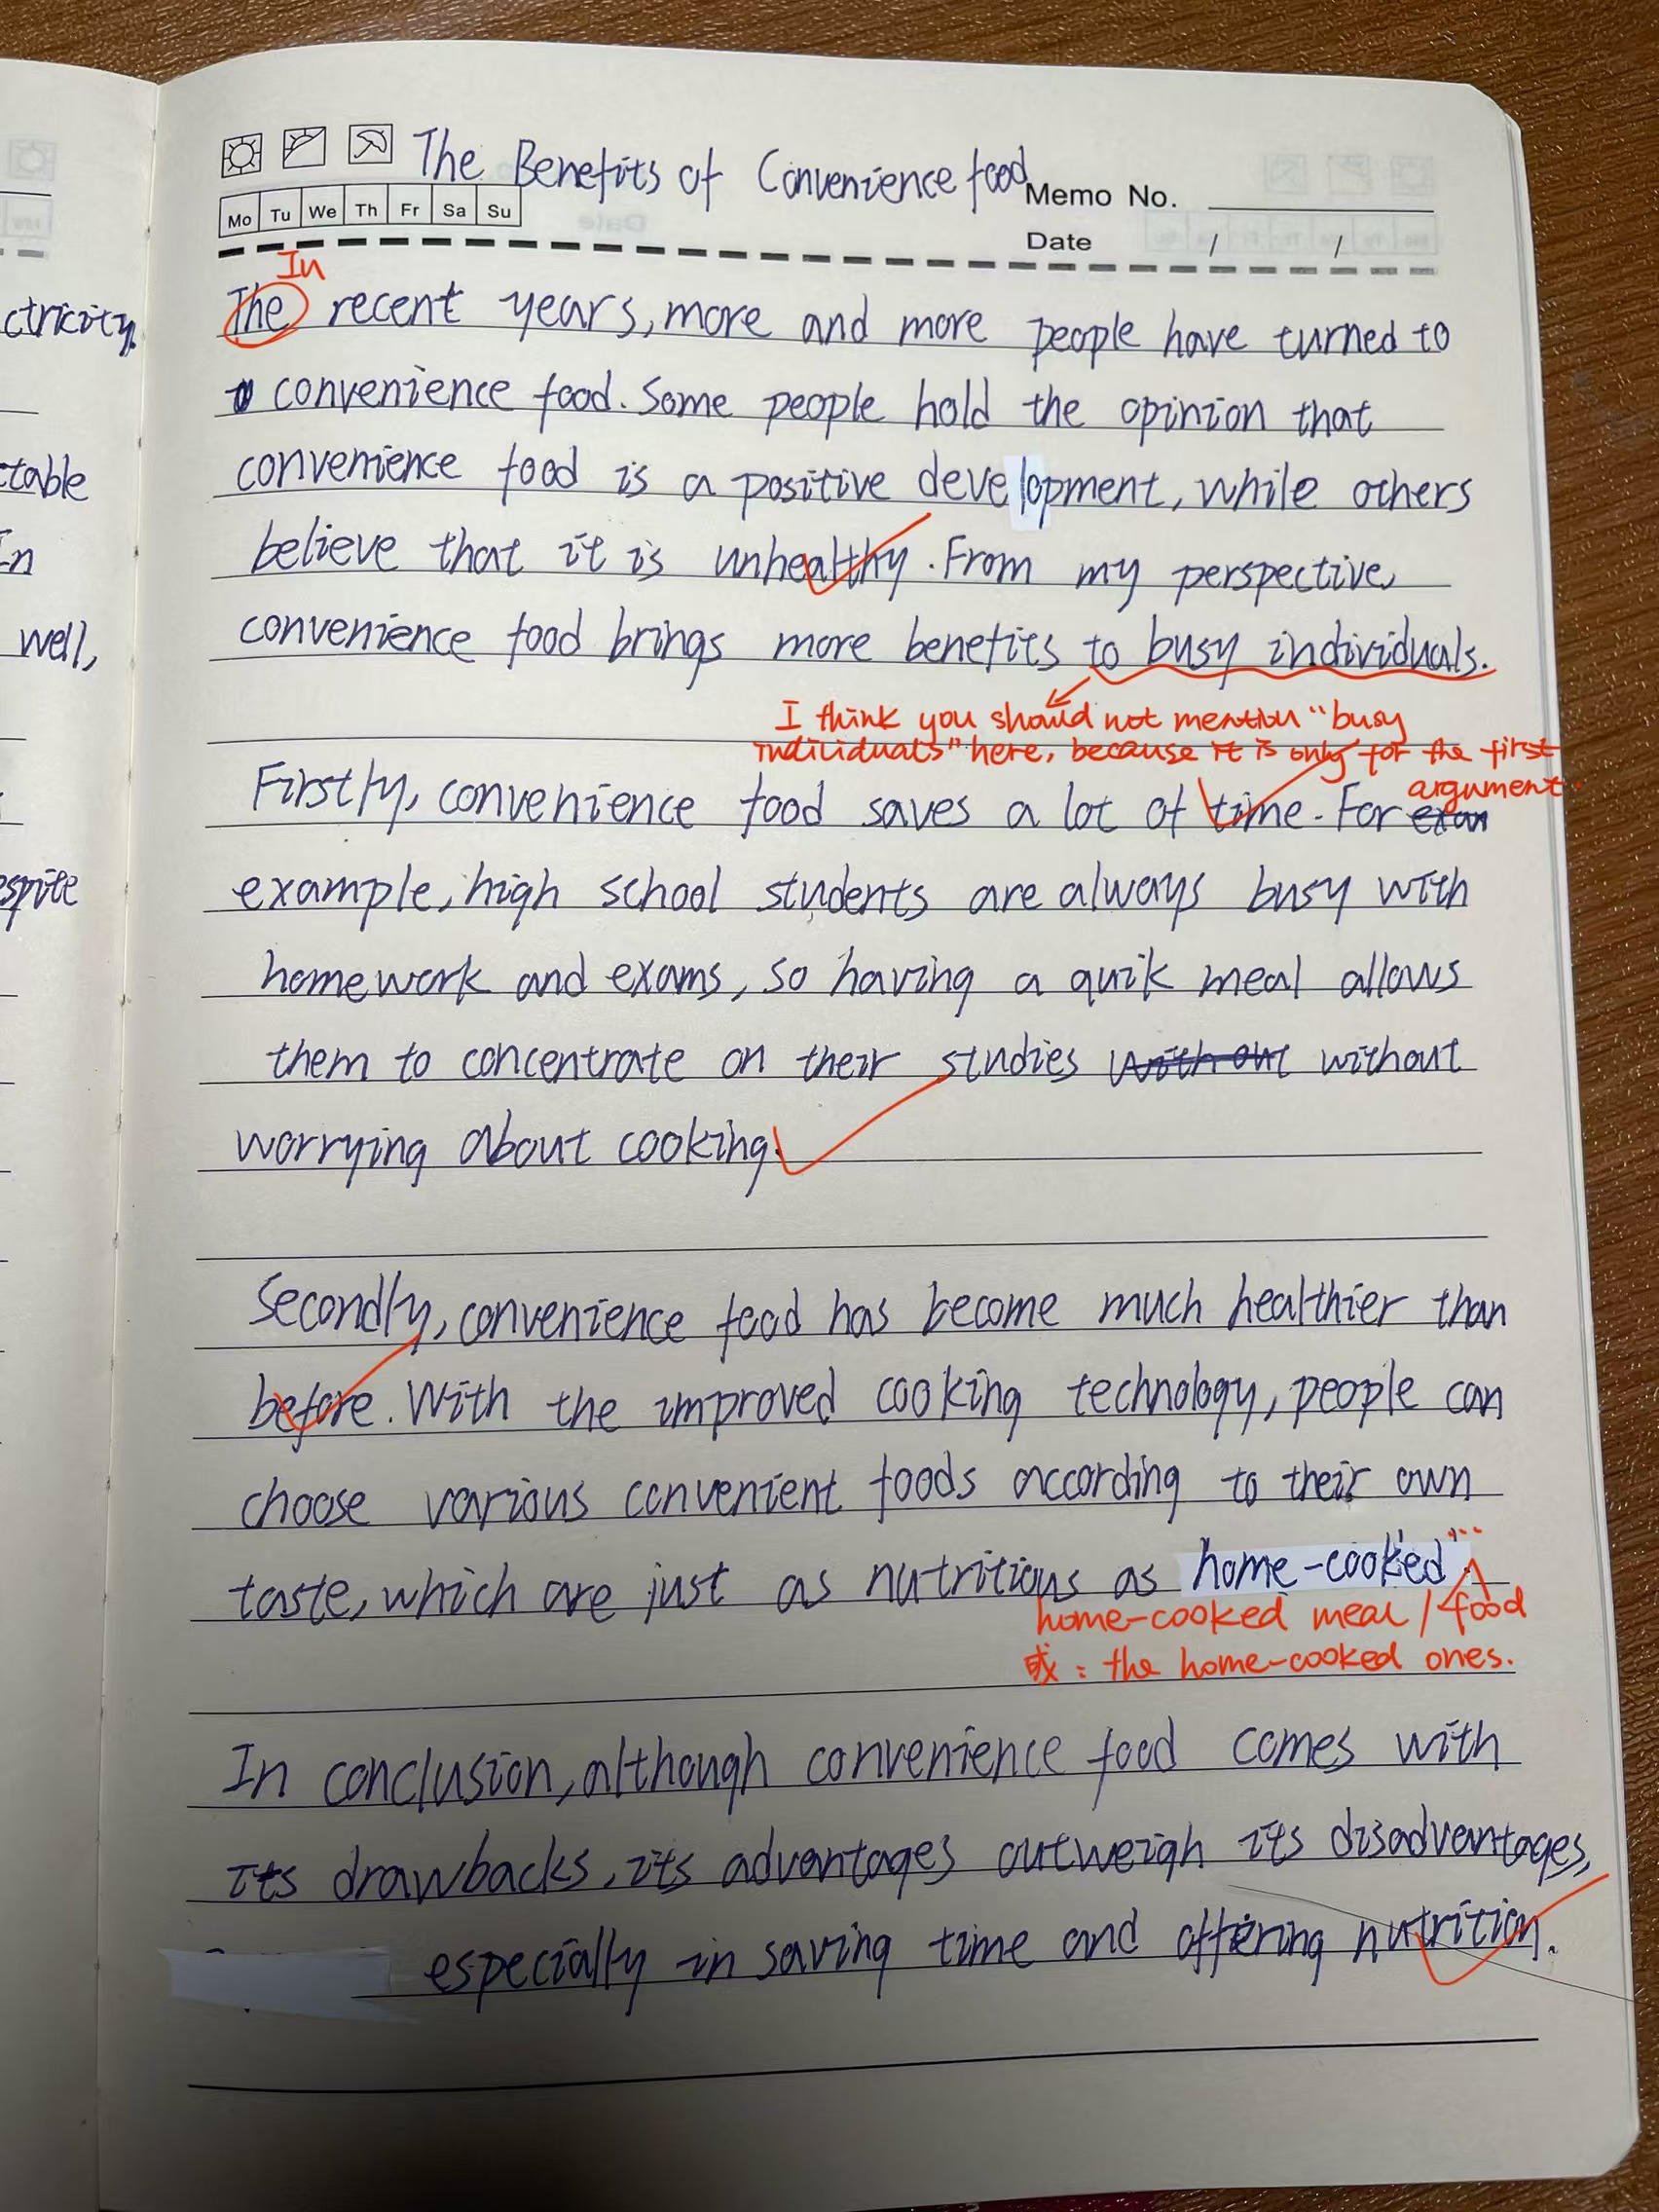 The Benefits of Convenience food
Memo No.
Mo Tu We Th Fr Sa Su
Date / /
In
The recent years, more and more people have turned to
convenience food. Some people hold the opinion that
convenience food is a positive development, while others
believe that it is unhealthy. From my perspective,
convenience food brings more benefits to busy individuals.
I think you should not mention "busy
individuals" here, because it is only for the first
argument.
Firstly, convenience food saves a lot of time. For exam
example, high school students are always busy with
homework and exams, so having a quik meal allows
them to concentrate on their studies with out without
worrying about cooking.
Secondly, convenience food has become much healthier than
before. With the improved cooking technology, people can
choose various convenient foods according to their own
taste, which are just as nutritious as home-cooked".
home-cooked meal / food
或: the home-cooked ones.
In conclusion, although convenience food comes with
its drawbacks, its advantages outweigh its disadvantages,
especially in saving time and offering nutrition.
ctricity,
table
In
well,
espite